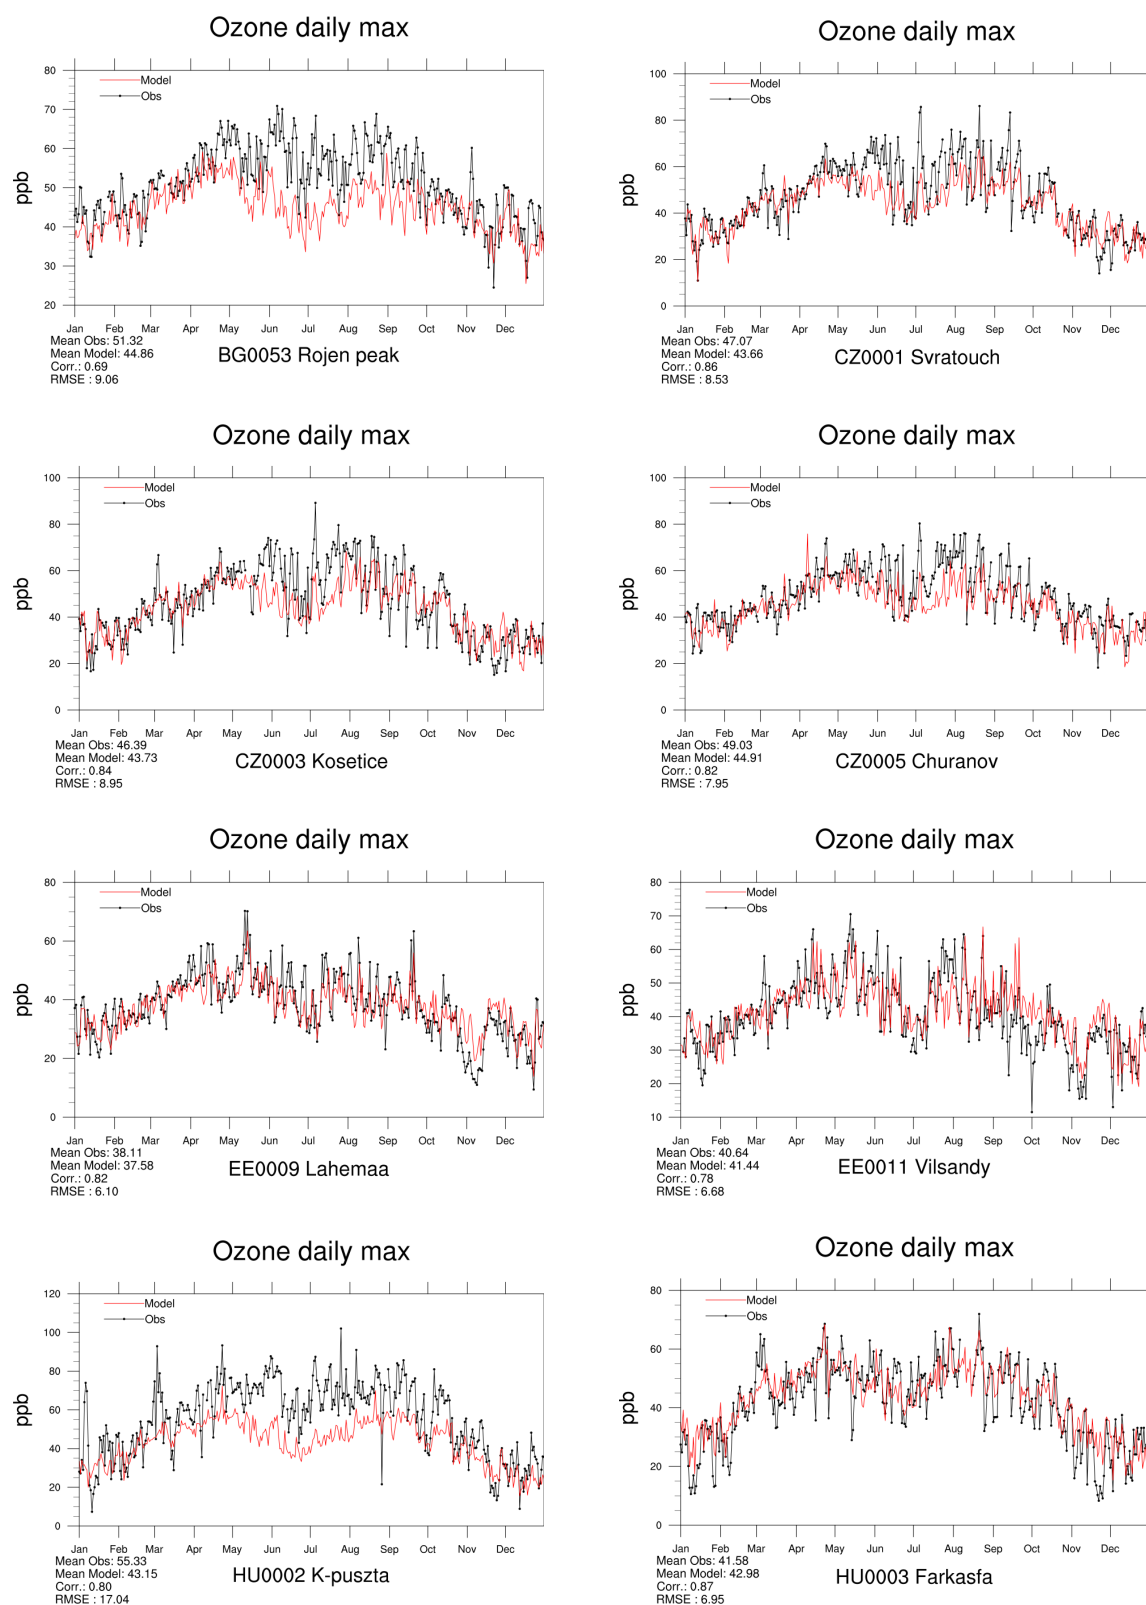 Ozone daily max
80
70
60
50
40
30
20
ppb
Model
Obs
Jan Feb Mar Apr May Jun Jul Aug Sep Oct Nov Dec
Mean Obs: 51.32
Mean Model: 44.86
Corr.: 0.69
RMSE : 9.06
BG0053 Rojen peak
Ozone daily max
100
80
60
40
20
0
ppb
Model
Obs
Jan Feb Mar Apr May Jun Jul Aug Sep Oct Nov Dec
Mean Obs: 47.07
Mean Model: 43.66
Corr.: 0.86
RMSE : 8.53
CZ0001 Svratouch
Ozone daily max
100
80
60
40
20
0
ppb
Model
Obs
Jan Feb Mar Apr May Jun Jul Aug Sep Oct Nov Dec
Mean Obs: 46.39
Mean Model: 43.73
Corr.: 0.84
RMSE : 8.95
CZ0003 Kosetice
Ozone daily max
100
80
60
40
20
0
ppb
Model
Obs
Jan Feb Mar Apr May Jun Jul Aug Sep Oct Nov Dec
Mean Obs: 49.03
Mean Model: 44.91
Corr.: 0.82
RMSE : 7.95
CZ0005 Churanov
Ozone daily max
80
60
40
20
0
ppb
Model
Obs
Jan Feb Mar Apr May Jun Jul Aug Sep Oct Nov Dec
Mean Obs: 38.11
Mean Model: 37.58
Corr.: 0.82
RMSE : 6.10
EE0009 Lahemaa
Ozone daily max
80
70
60
50
40
30
20
10
ppb
Model
Obs
Jan Feb Mar Apr May Jun Jul Aug Sep Oct Nov Dec
Mean Obs: 40.64
Mean Model: 41.44
Corr.: 0.78
RMSE : 6.68
EE0011 Vilsandy
Ozone daily max
120
100
80
60
40
20
0
ppb
Model
Obs
Jan Feb Mar Apr May Jun Jul Aug Sep Oct Nov Dec
Mean Obs: 55.33
Mean Model: 43.15
Corr.: 0.80
RMSE : 17.04
HU0002 K-puszta
Ozone daily max
80
60
40
20
0
ppb
Model
Obs
Jan Feb Mar Apr May Jun Jul Aug Sep Oct Nov Dec
Mean Obs: 41.58
Mean Model: 42.98
Corr.: 0.87
RMSE : 6.95
HU0003 Farkasfa